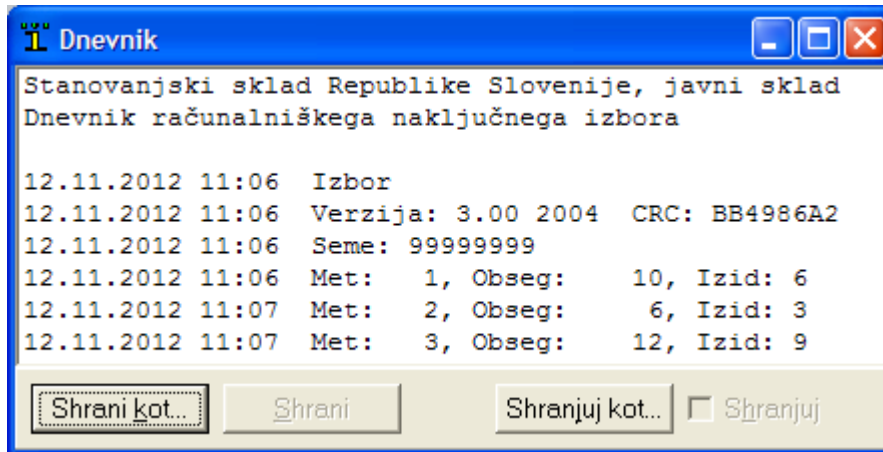 Dnevnik
Stanovanjski sklad Republike Slovenije, javni sklad
Dnevnik računalniškega naključnega izbora
12.11.2012 11:06  Izbor
12.11.2012 11:06  Verzija: 3.00 2004  CRC: BB4986A2
12.11.2012 11:06  Seme: 99999999
12.11.2012 11:06  Met:   1, Obseg:    10, Izid: 6
12.11.2012 11:07  Met:   2, Obseg:     6, Izid: 3
12.11.2012 11:07  Met:   3, Obseg:    12, Izid: 9
Shrani kot... Shrani Shranjuj kot... Shranjuj